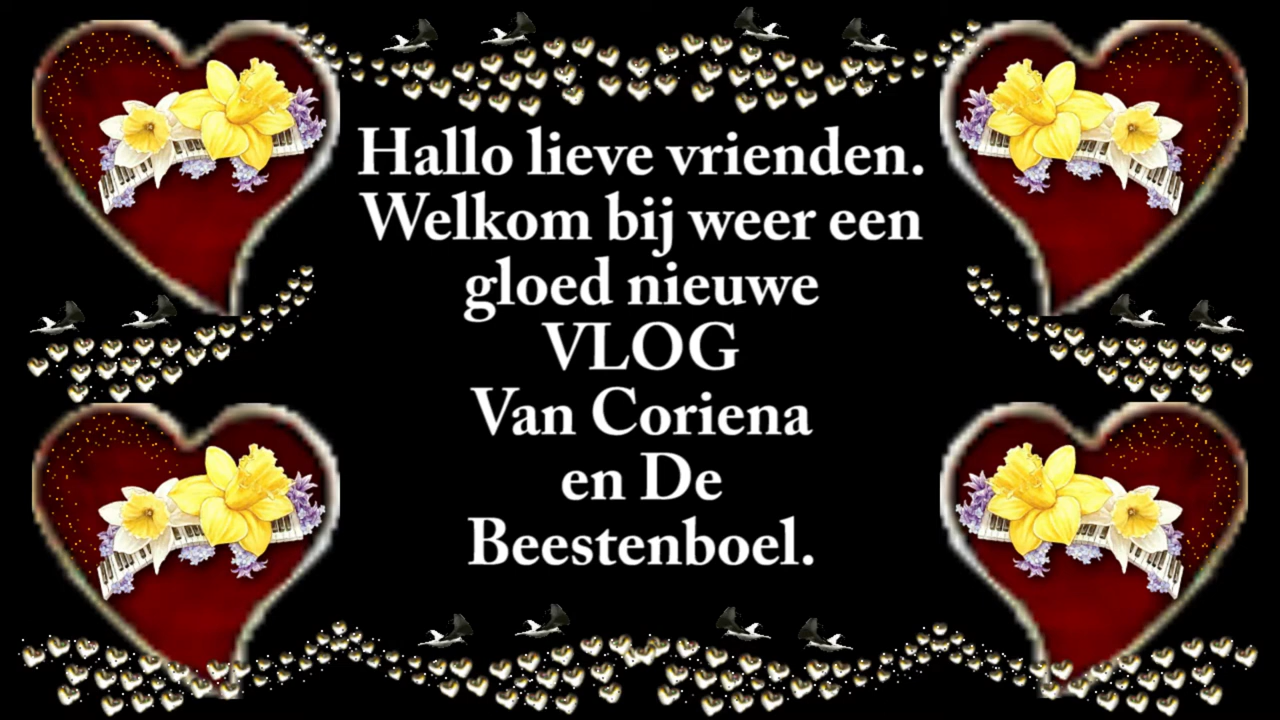 Hallo lieve vrienden.
Welkom bij weer een
gloed nieuwe
VLOG
Van Coriena
en De
Beestenboel.